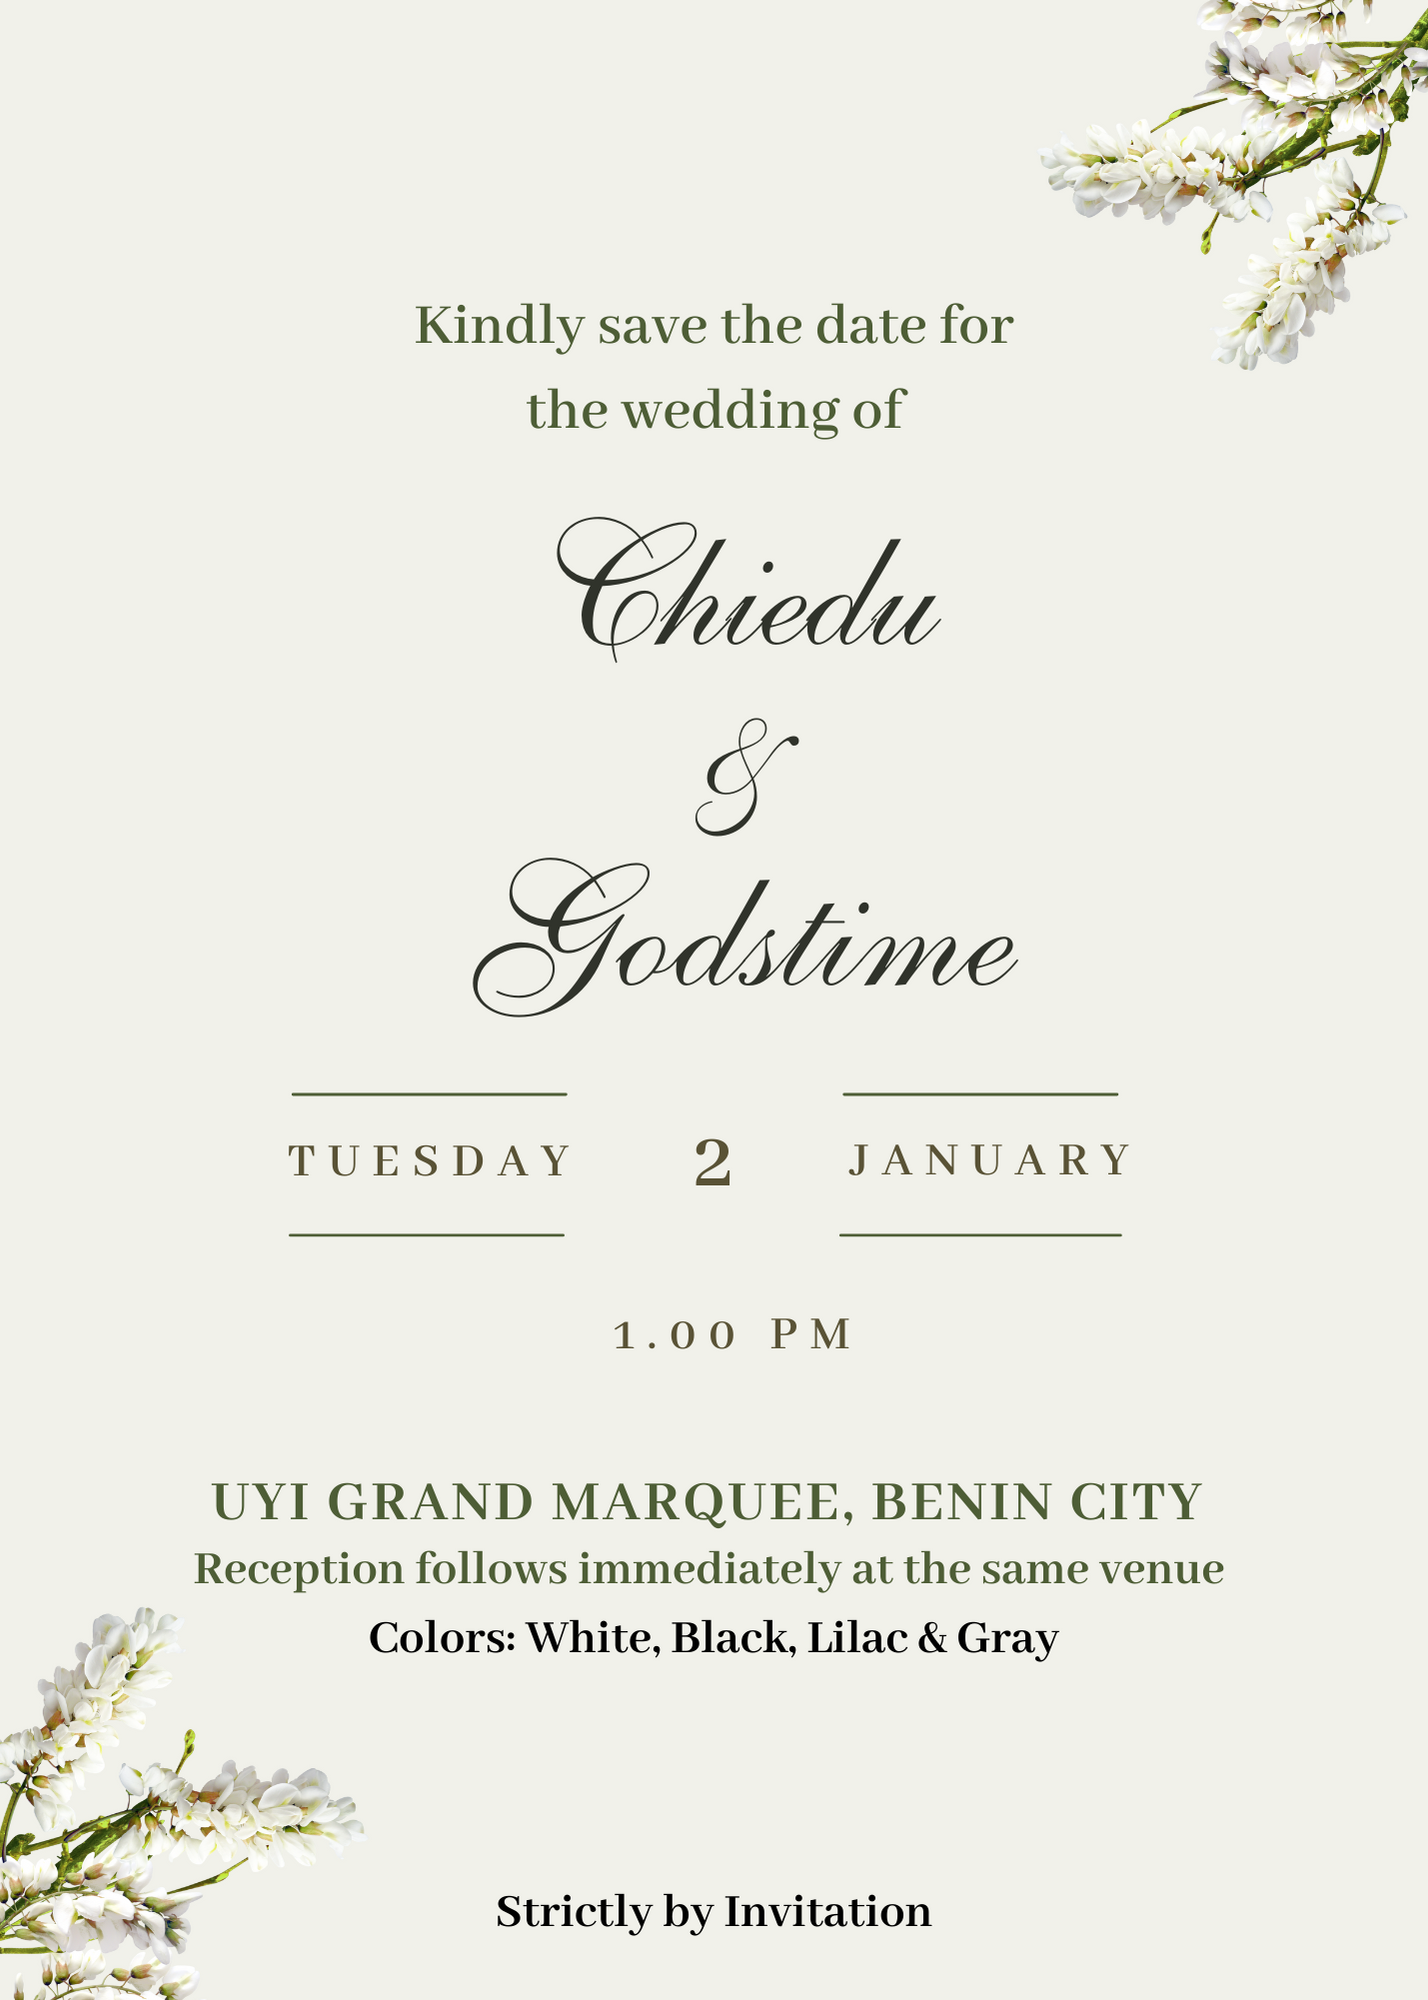 Kindly save the date for
the wedding of
Chiedu
&
Godstime
TUESDAY 2 JANUARY
1.00 PM
UYI GRAND MARQUEE, BENIN CITY
Reception follows immediately at the same venue
Colors: White, Black, Lilac & Gray
Strictly by Invitation